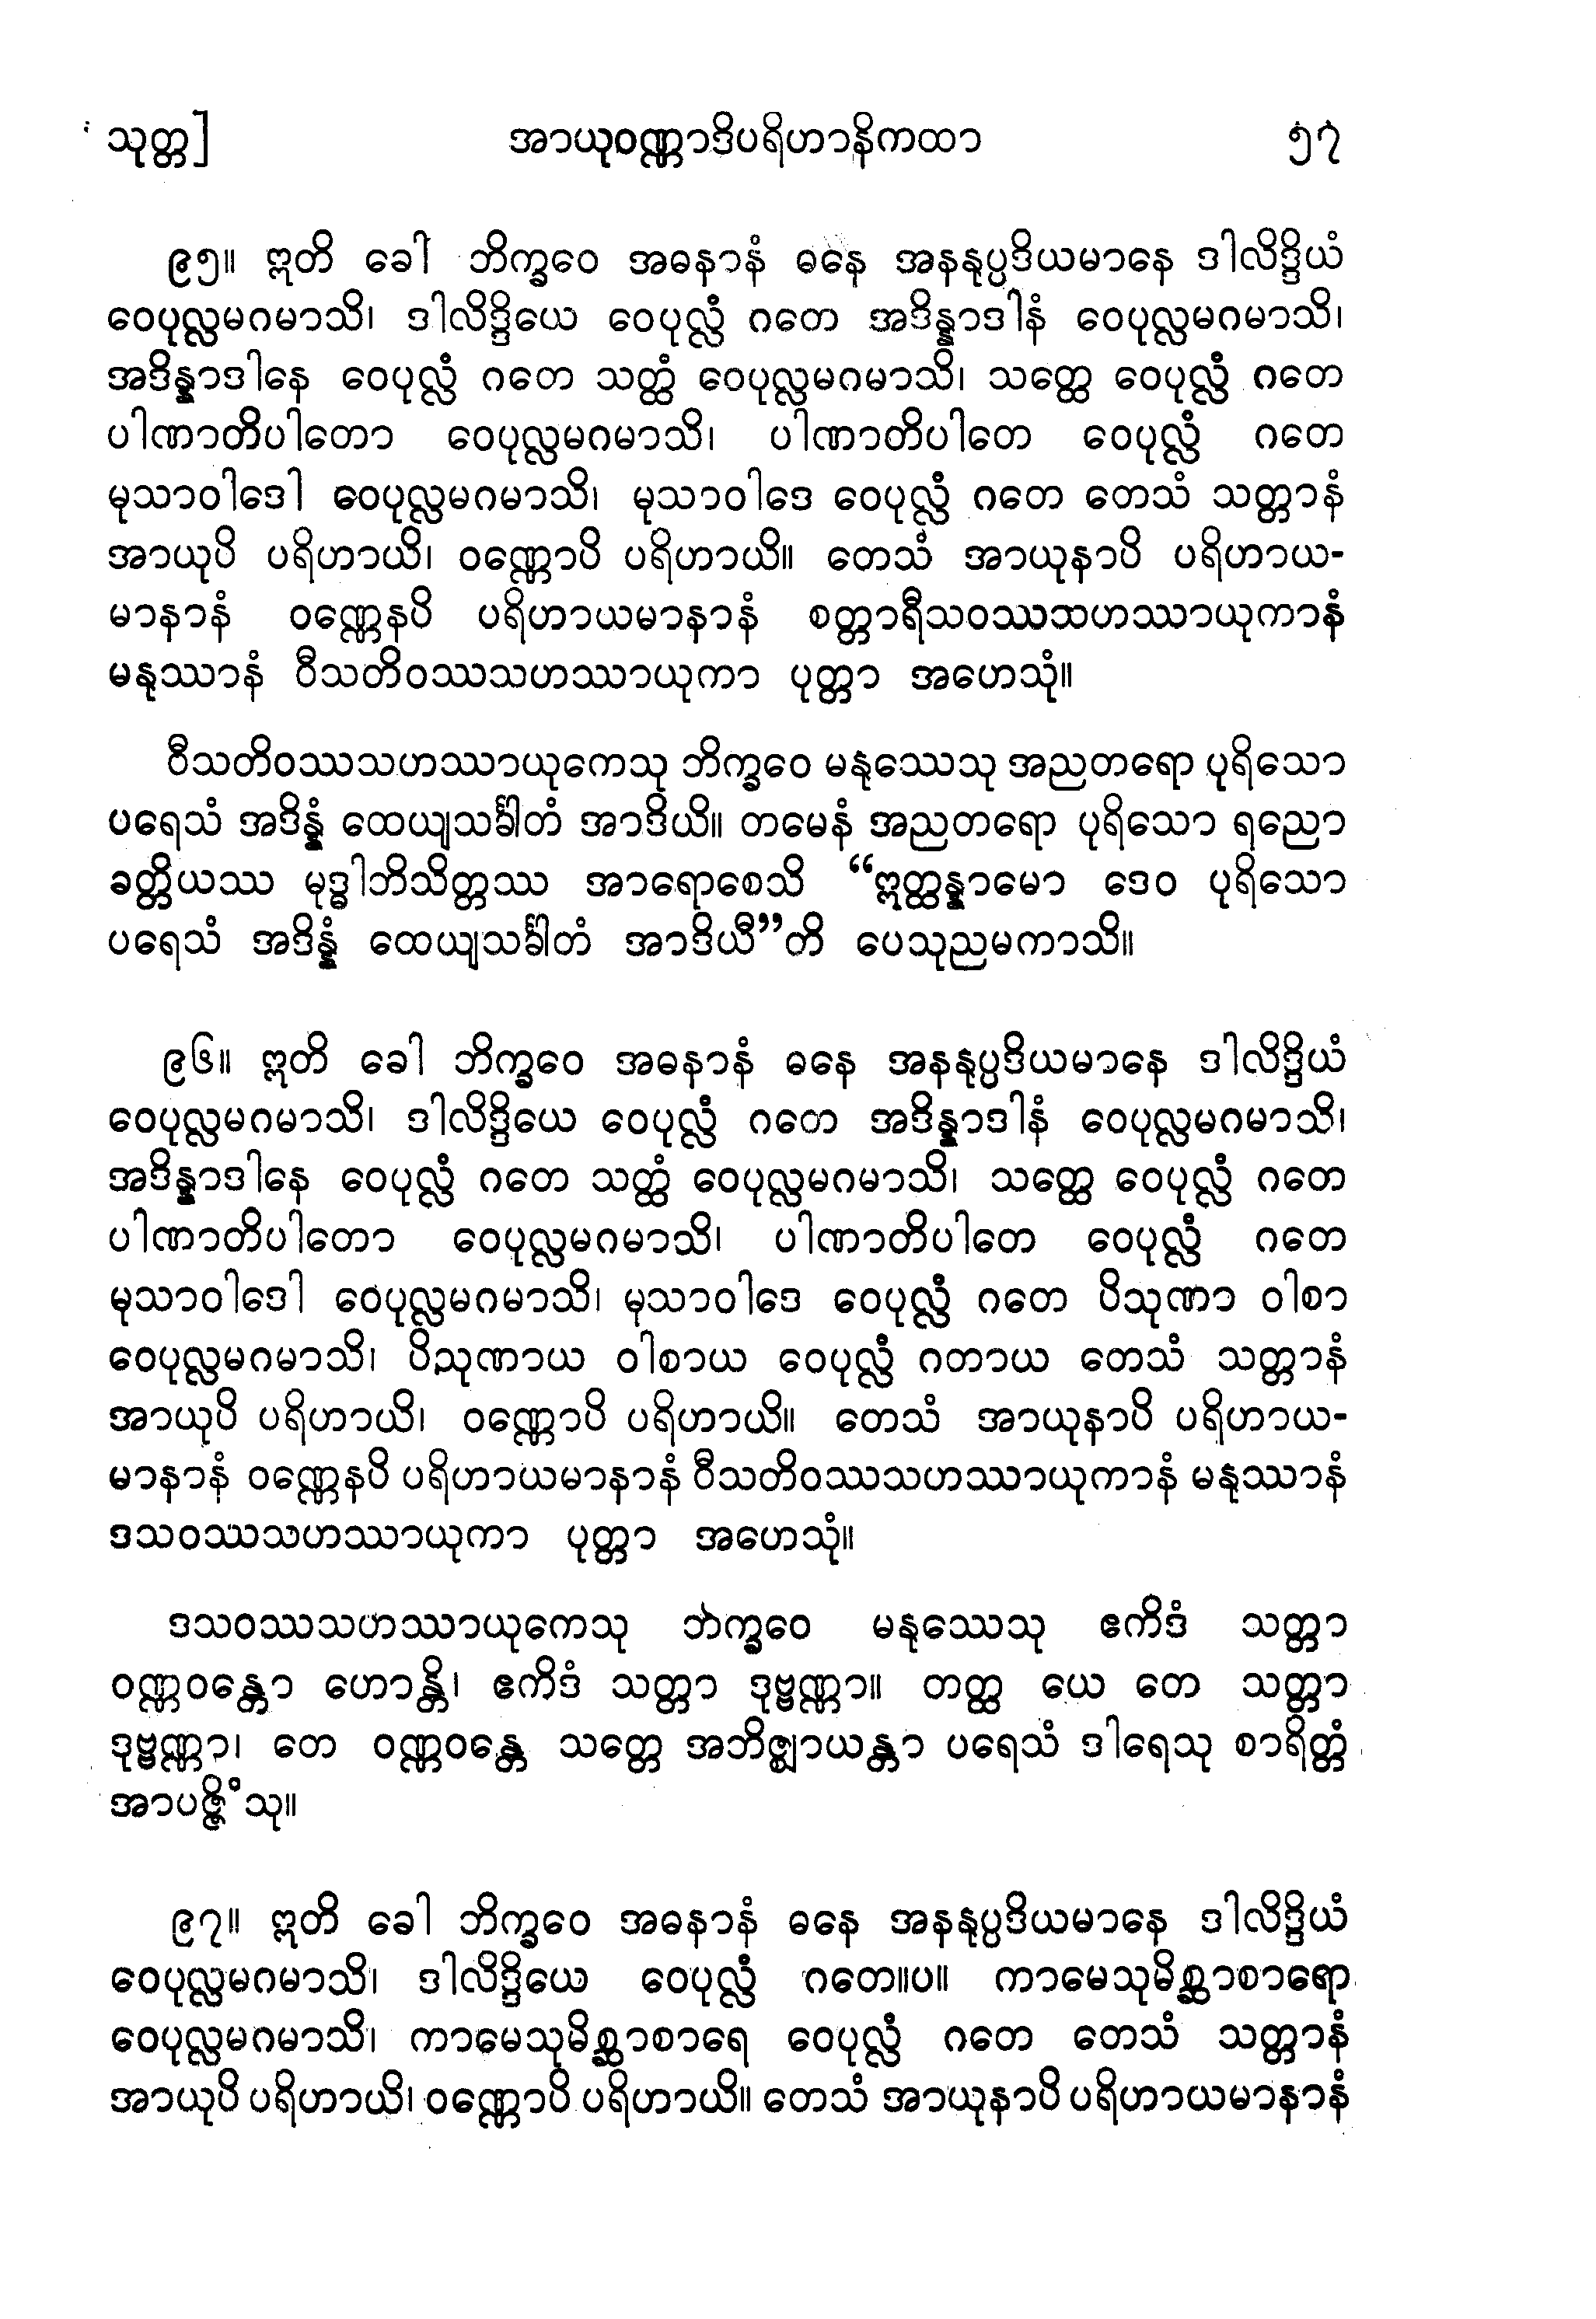 သုတ္တ] အာယုဝဏ္ဏာဒိပရိဟာနိကထာ ၅၇
၉၅။ ဣတိ ခေါ ဘိက္ခဝေ အဓနာနံ ဓနေ အနနုပ္ပဒိယမာနေ ဒါလိဒ္ဒိယံ
ဝေပုလ္လမဂမာသိ၊ ဒါလိဒ္ဒိယေ ဝေပုလ္လံ ဂတေ အဒိန္နာဒါနံ ဝေပုလ္လမဂမာသိ၊
အဒိန္နာဒါနေ ဝေပုလ္လံ ဂတေ သတ္ထံ ဝေပုလ္လမဂမာသိ၊ သတ္ထေ ဝေပုလ္လံ ဂတေ
ပါဏာတိပါတော ဝေပုလ္လမဂမာသိ၊ ပါဏာတိပါတေ ဝေပုလ္လံ ဂတေ
မုသာဝါဒေါ ဝေပုလ္လမဂမာသိ၊ မုသာဝါဒေ ဝေပုလ္လံ ဂတေ တေသံ သတ္တာနံ
အာယုပိ ပရိဟာယိ၊ ဝဏ္ဏောပိ ပရိဟာယိ။ တေသံ အာယုနာပိ ပရိဟာယ-
မာနာနံ ဝဏ္ဏေနပိ ပရိဟာယမာနာနံ စတ္တာရီသဝဿသဟဿာယုကာနံ
မနုဿာနံ ဝီသတိဝဿသဟဿာယုကာ ပုတ္တာ အဟေသုံ။
ဝီသတိဝဿသဟဿာယုကေသု ဘိက္ခဝေ မနုဿေသု အညတရော ပုရိသော
ပရေသံ အဒိန္နံ ထေယျသင်္ခါတံ အာဒိယိ။ တမေနံ အညတရော ပုရိသော ရညော
ခတ္တိယဿ မုဒ္ဓါဘိသိတ္တဿ အာရောစေသိ “ဣတ္ထန္နာမော ဒေဝ ပုရိသော
ပရေသံ အဒိန္နံ ထေယျသင်္ခါတံ အာဒိယီ”တိ ပေသုညမကာသိ။
၉၆။ ဣတိ ခေါ ဘိက္ခဝေ အဓနာနံ ဓနေ အနနုပ္ပဒိယမာနေ ဒါလိဒ္ဒိယံ
ဝေပုလ္လမဂမာသိ၊ ဒါလိဒ္ဒိယေ ဝေပုလ္လံ ဂတေ အဒိန္နာဒါနံ ဝေပုလ္လမဂမာသိ၊
အဒိန္နာဒါနေ ဝေပုလ္လံ ဂတေ သတ္ထံ ဝေပုလ္လမဂမာသိ၊ သတ္ထေ ဝေပုလ္လံ ဂတေ
ပါဏာတိပါတော ဝေပုလ္လမဂမာသိ၊ ပါဏာတိပါတေ ဝေပုလ္လံ ဂတေ
မုသာဝါဒေါ ဝေပုလ္လမဂမာသိ၊ မုသာဝါဒေ ဝေပုလ္လံ ဂတေ ပိသုဏာ ဝါစာ
ဝေပုလ္လမဂမာသိ၊ ပိသုဏာယ ဝါစာယ ဝေပုလ္လံ ဂတာယ တေသံ သတ္တာနံ
အာယုပိ ပရိဟာယိ၊ ဝဏ္ဏောပိ ပရိဟာယိ။ တေသံ အာယုနာပိ ပရိဟာယ-
မာနာနံ ဝဏ္ဏေနပိ ပရိဟာယမာနာနံ ဝီသတိဝဿသဟဿာယုကာနံ မနုဿာနံ
ဒသဝဿသဟဿာယုကာ ပုတ္တာ အဟေသုံ။
ဒသဝဿသဟဿာယုကေသု ဘိက္ခဝေ မနုဿေသု ဧကိဒံ သတ္တာ
ဝဏ္ဏဝန္တော ဟောန္တိ၊ ဧကိဒံ သတ္တာ ဒုဗ္ဗဏ္ဏာ။ တတ္ထ ယေ တေ သတ္တာ
ဒုဗ္ဗဏ္ဏာ၊ တေ ဝဏ္ဏဝန္တေ သတ္တေ အဘိဇ္ဈာယန္တာ ပရေသံ ဒါရေသု စာရိတ္တံ
အာပဇ္ဇိံသု။
၉၇။ ဣတိ ခေါ ဘိက္ခဝေ အဓနာနံ ဓနေ အနနုပ္ပဒိယမာနေ ဒါလိဒ္ဒိယံ
ဝေပုလ္လမဂမာသိ၊ ဒါလိဒ္ဒိယေ ဝေပုလ္လံ ဂတေ။ပ။ ကာမေသုမိစ္ဆာစာရော
ဝေပုလ္လမဂမာသိ၊ ကာမေသုမိစ္ဆာစာရေ ဝေပုလ္လံ ဂတေ တေသံ သတ္တာနံ
အာယုပိ ပရိဟာယိ၊ ဝဏ္ဏောပိ ပရိဟာယိ။ တေသံ အာယုနာပိ ပရိဟာယမာနာနံ